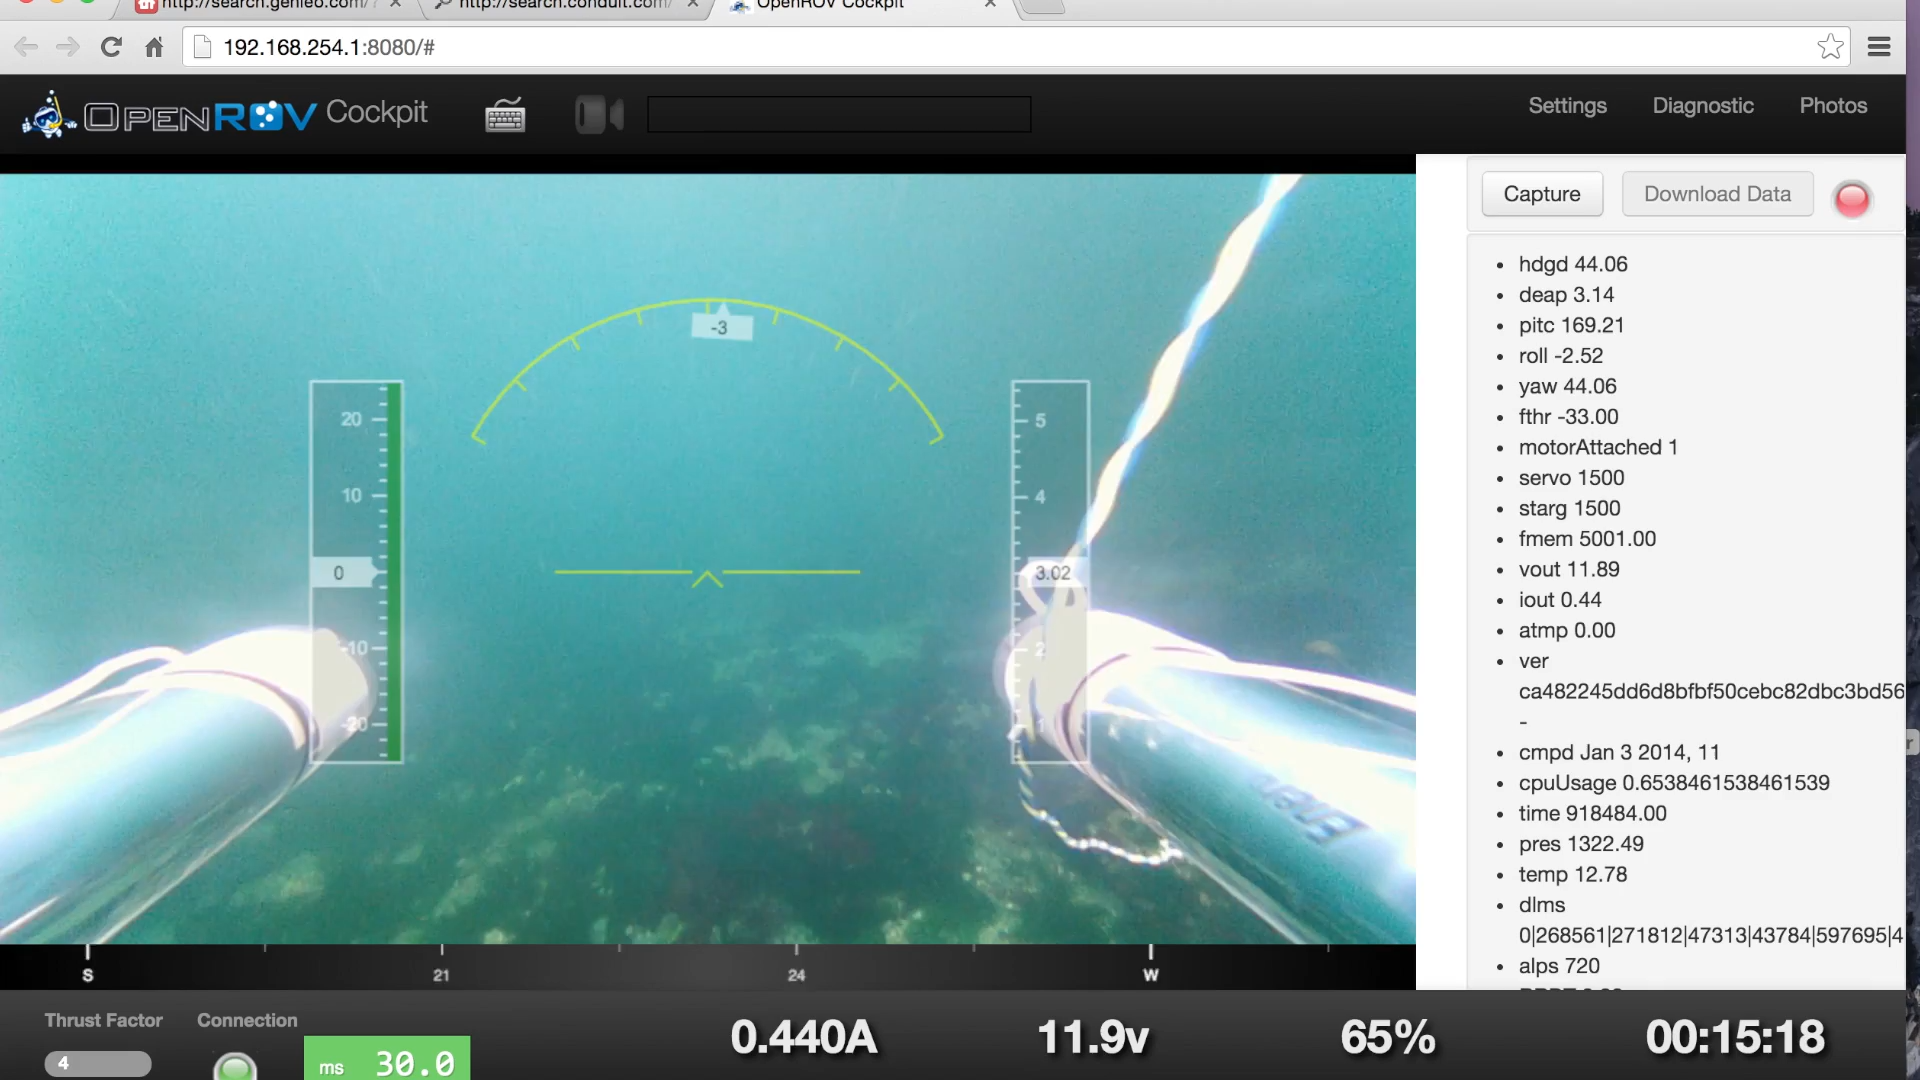 http://search.genieo.com/?
http://search.conduit.com/
OpenROV Cockpit
192.168.254.1:8080/#
OPENROV Cockpit
Settings Diagnostic Photos
Capture Download Data
-3
20
10
0
-10
-20
5
4
3.02
2
1
hdgd 44.06
deap 3.14
pitc 169.21
roll -2.52
yaw 44.06
fthr -33.00
motorAttached 1
servo 1500
starg 1500
fmem 5001.00
vout 11.89
iout 0.44
atmp 0.00
ver
ca482245dd6d8bfbf50cebc82dbc3bd56
-
cmpd Jan 3 2014, 11
cpuUsage 0.6538461538461539
time 918484.00
pres 1322.49
temp 12.78
dlms
0|268561|271812|47313|43784|597695|4
alps 720
S 21 24 W
Thrust Factor Connection
4 ms 30.0
0.440A 11.9v 65% 00:15:18